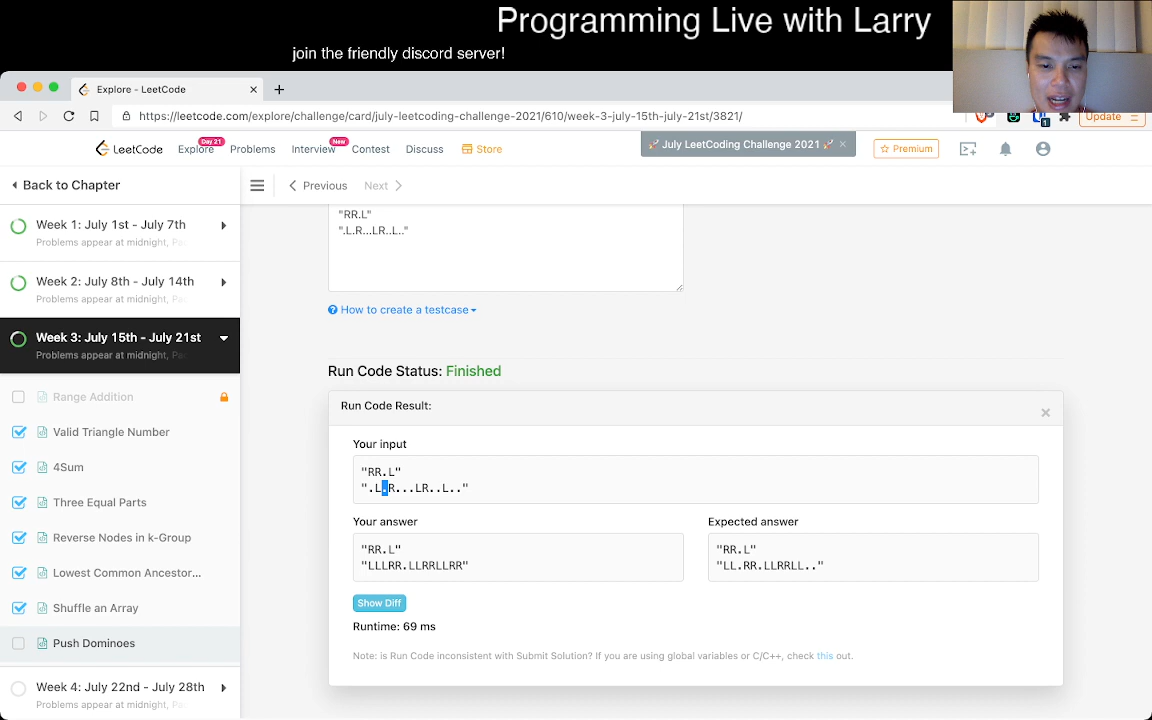 Programming Live with Larry
join the friendly discord server!
Explore - LeetCode
https://leetcode.com/explore/challenge/card/july-leetcoding-challenge-2021/610/week-3-july-15th-july-21st/3821/
Update
LeetCode
Explore
Day 21
Problems
Interview
New
Contest
Discuss
Store
July LeetCoding Challenge 2021
Premium
Back to Chapter
Previous
Next
Week 1: July 1st - July 7th
Problems appear at midnight, Pa
Week 2: July 8th - July 14th
Problems appear at midnight, Pa
Week 3: July 15th - July 21st
Problems appear at midnight, Pa
Range Addition
Valid Triangle Number
4Sum
Three Equal Parts
Reverse Nodes in k-Group
Lowest Common Ancestor...
Shuffle an Array
Push Dominoes
Week 4: July 22nd - July 28th
Problems appear at midnight, Pa
"RR.L"
".L.R...LR..L.."
How to create a testcase
Run Code Status: Finished
Run Code Result:
Your input
"RR.L"
".L.R...LR..L.."
Your answer
"RR.L"
"LLLRR.LLRRLLRR"
Expected answer
"RR.L"
"LL.RR.LLRRLL.."
Show Diff
Runtime: 69 ms
Note: is Run Code inconsistent with Submit Solution? If you are using global variables or C/C++, check this out.